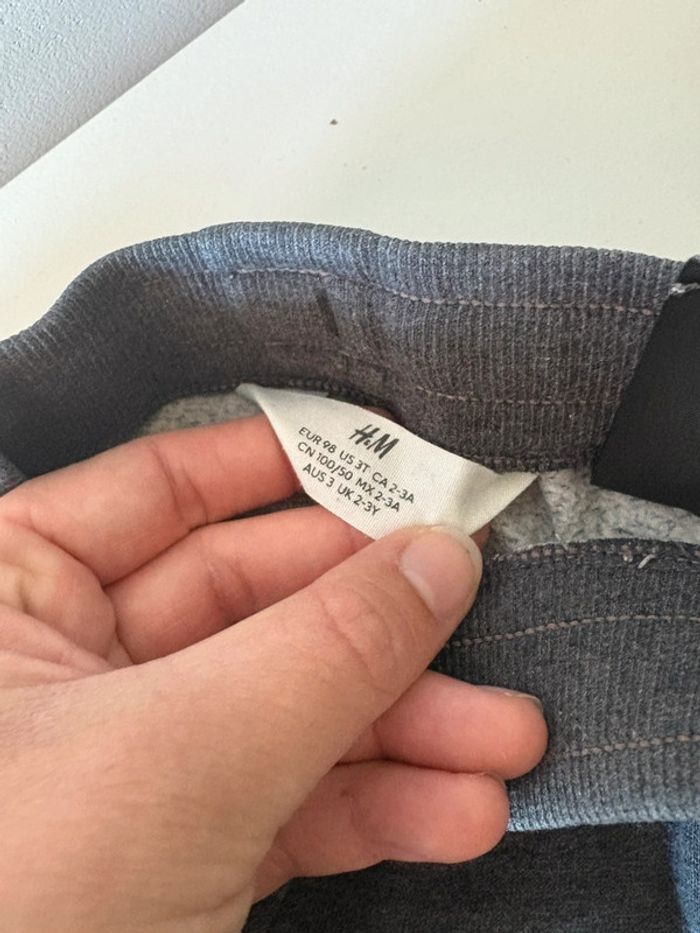 H&M
EUR 98 US 3T CA 2-3A
CN 100/50 MX 2-3A
AUS 3 UK 2-3Y